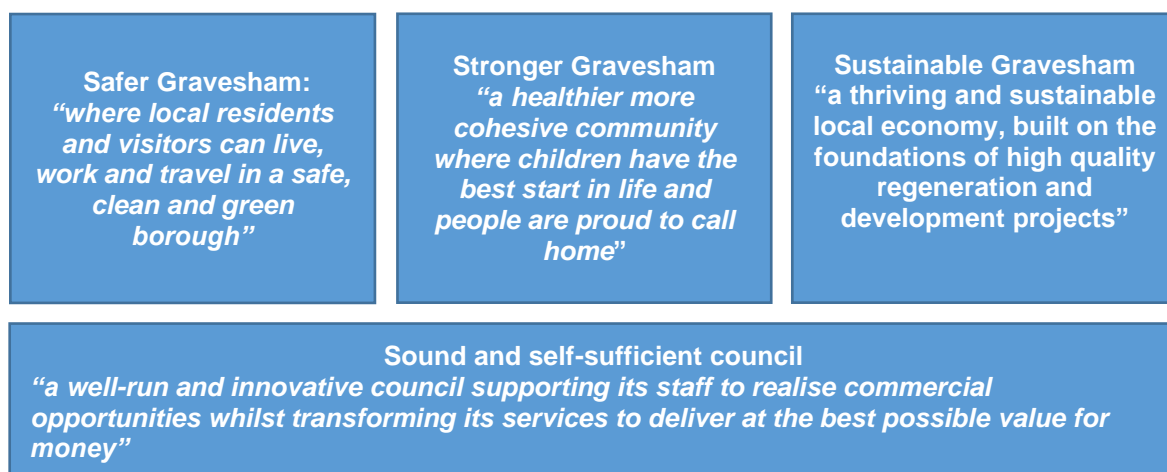 Safer Gravesham:
“where local residents
and visitors can live,
work and travel in a safe,
clean and green
borough”
Stronger Gravesham
“a healthier more
cohesive community
where children have the
best start in life and
people are proud to call
home”
Sustainable Gravesham
“a thriving and sustainable
local economy, built on the
foundations of high quality
regeneration and
development projects”
Sound and self-sufficient council
“a well-run and innovative council supporting its staff to realise commercial
opportunities whilst transforming its services to deliver at the best possible value for
money”